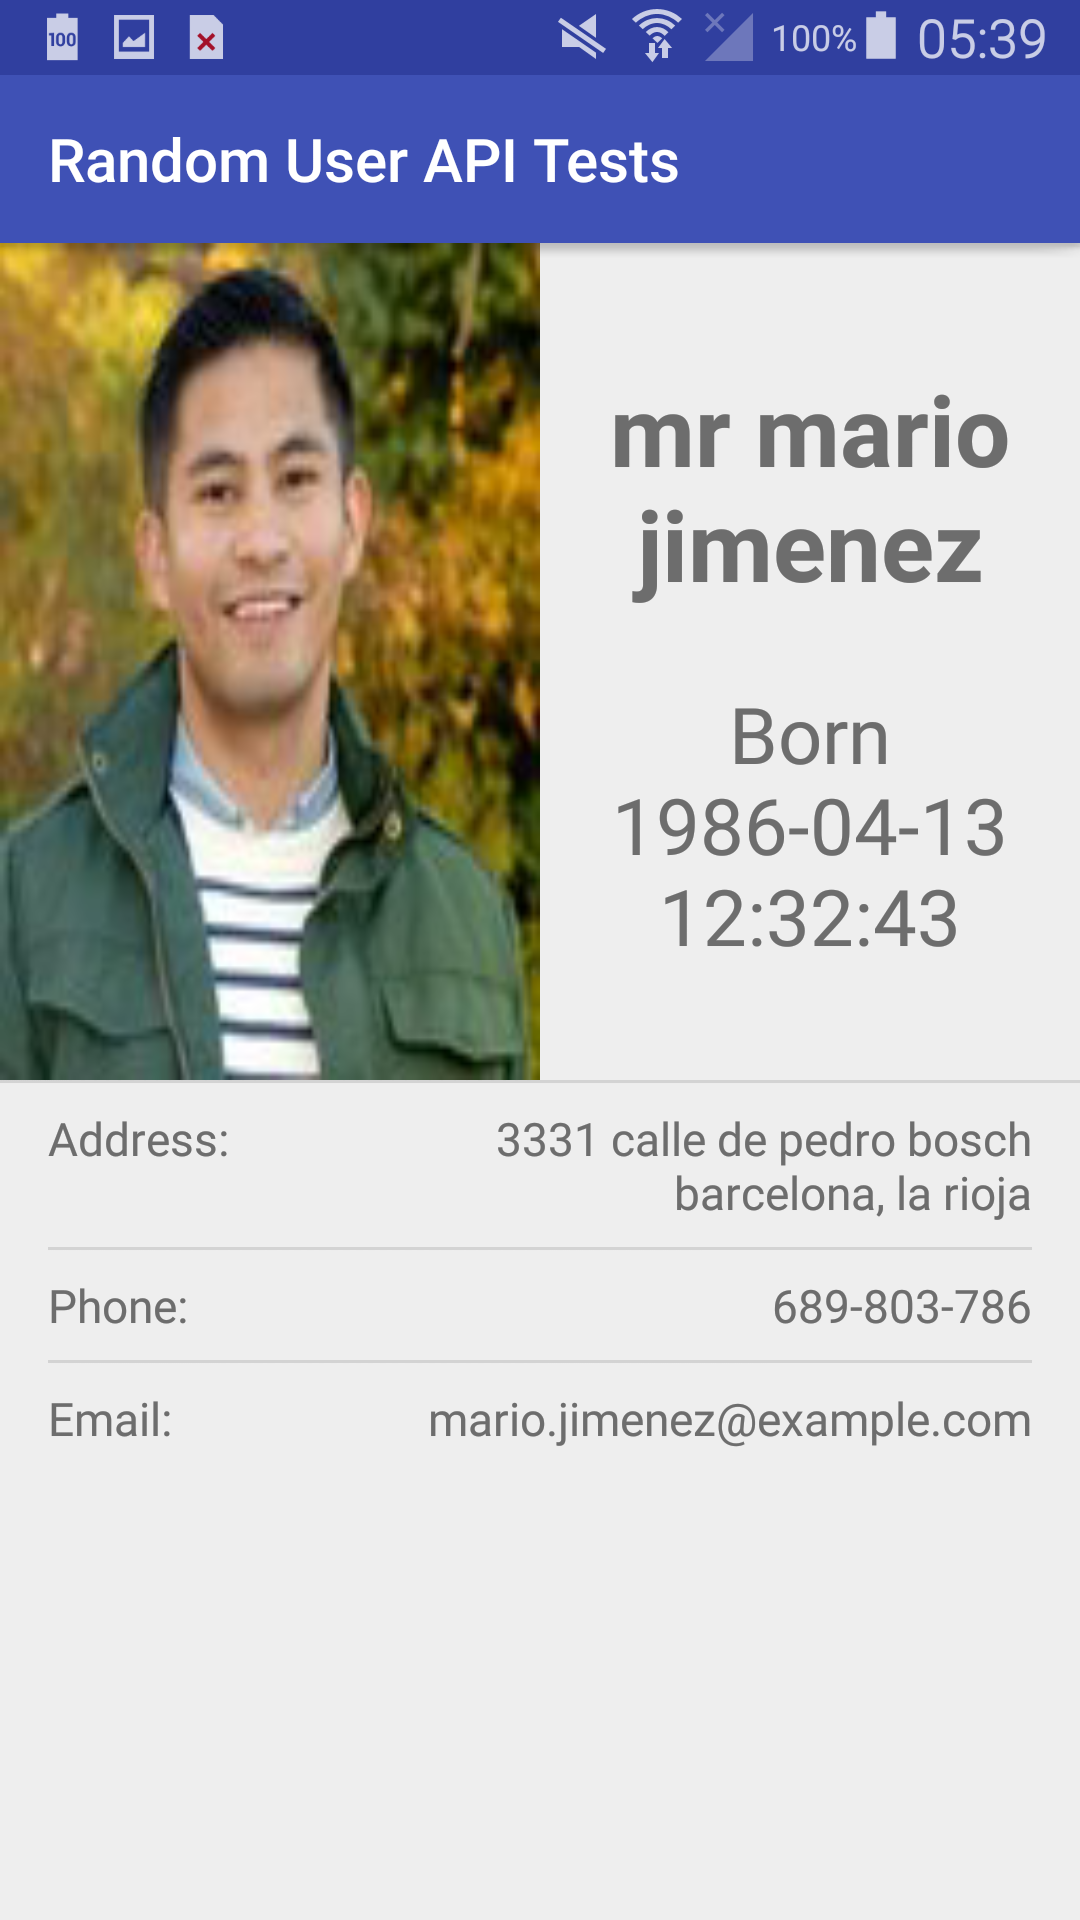 100 100% 05:39
Random User API Tests
mr mario
jimenez
Born
1986-04-13
12:32:43
Address: 3331 calle de pedro bosch
barcelona, la rioja
Phone: 689-803-786
Email: mario.jimenez@example.com